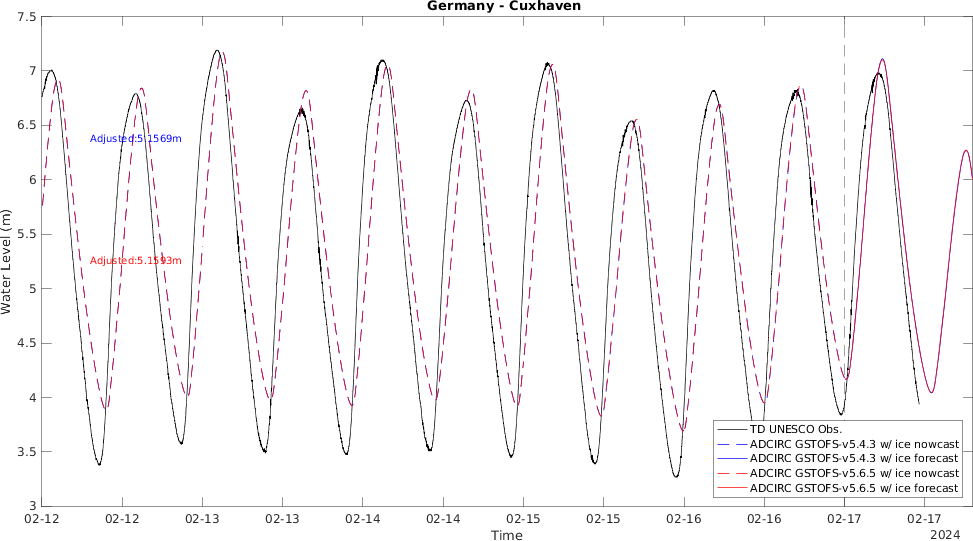 Germany - Cuxhaven
7.5
7
6.5
6
5.5
5
4.5
4
3.5
3
Water Level (m)
Adjusted:5.1569m
Adjusted:5.1593m
TD UNESCO Obs.
ADCIRC GSTOFS-v5.4.3 w/ ice nowcast
ADCIRC GSTOFS-v5.4.3 w/ ice forecast
ADCIRC GSTOFS-v5.6.5 w/ ice nowcast
ADCIRC GSTOFS-v5.6.5 w/ ice forecast
02-12 02-12 02-13 02-13 02-14 02-14 02-15 02-15 02-16 02-16 02-17 02-17
2024
Time